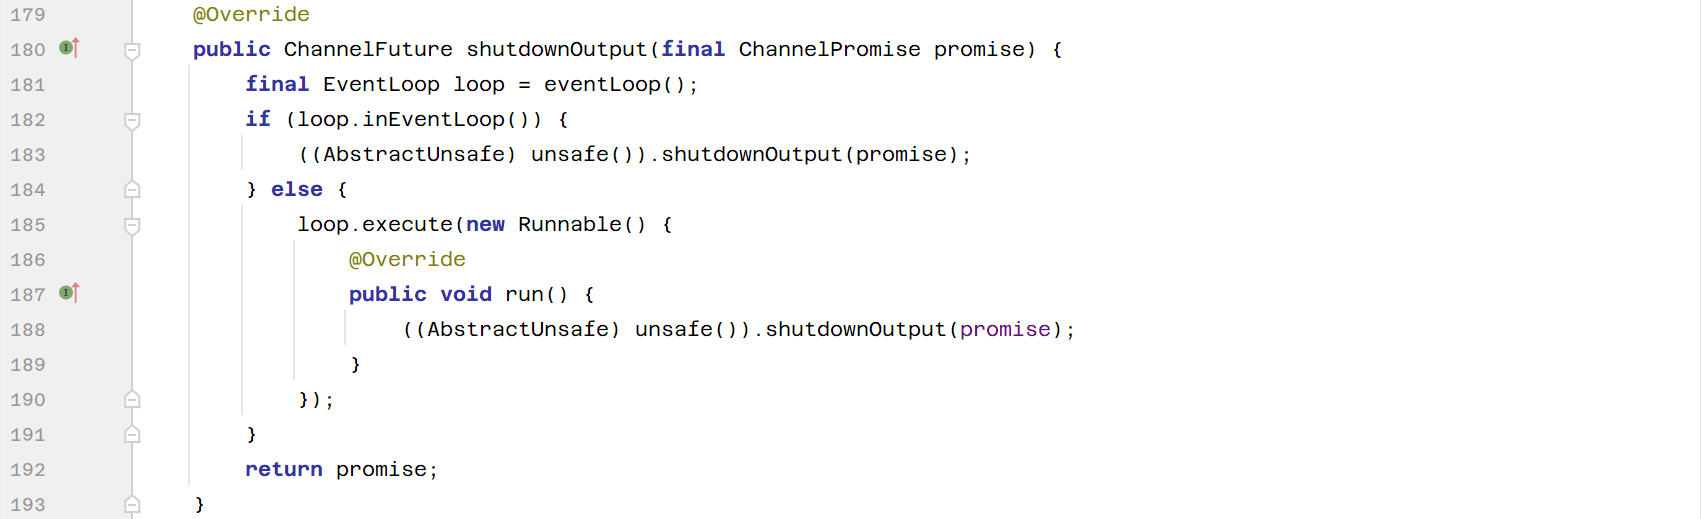 179 @Override
180 public ChannelFuture shutdownOutput(final ChannelPromise promise) {
181 final EventLoop loop = eventLoop();
182 if (loop.inEventLoop()) {
183 ((AbstractUnsafe) unsafe()).shutdownOutput(promise);
184 } else {
185 loop.execute(new Runnable() {
186 @Override
187 public void run() {
188 ((AbstractUnsafe) unsafe()).shutdownOutput(promise);
189 }
190 });
191 }
192 return promise;
193 }